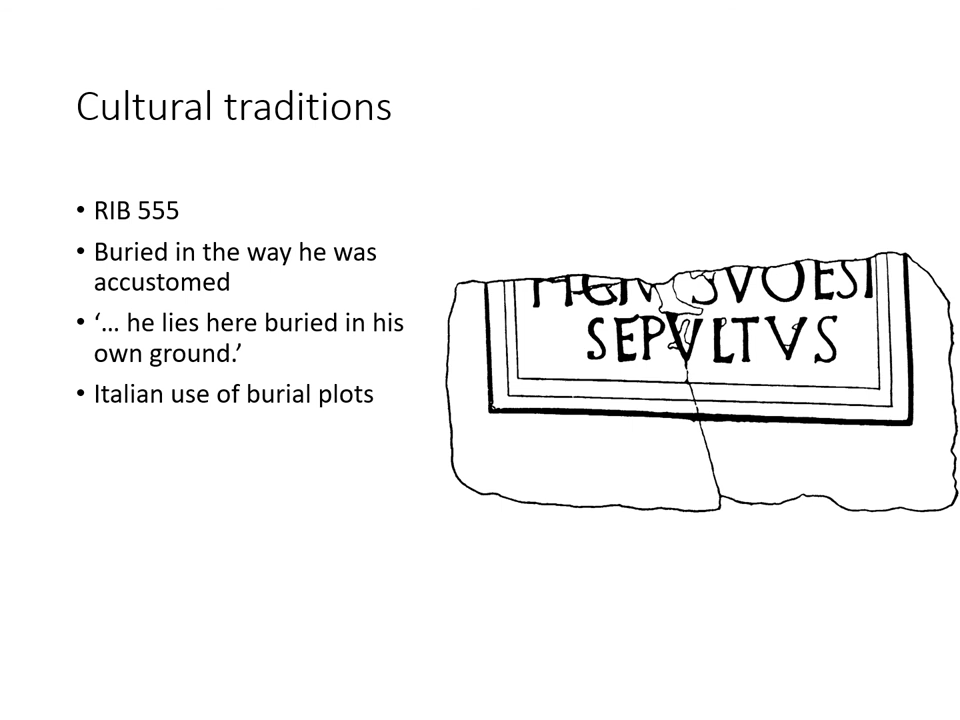 Cultural traditions
• RIB 555
• Buried in the way he was
accustomed
• ‘… he lies here buried in his
own ground.’
• Italian use of burial plots
SVOESI
SEPVLTVS